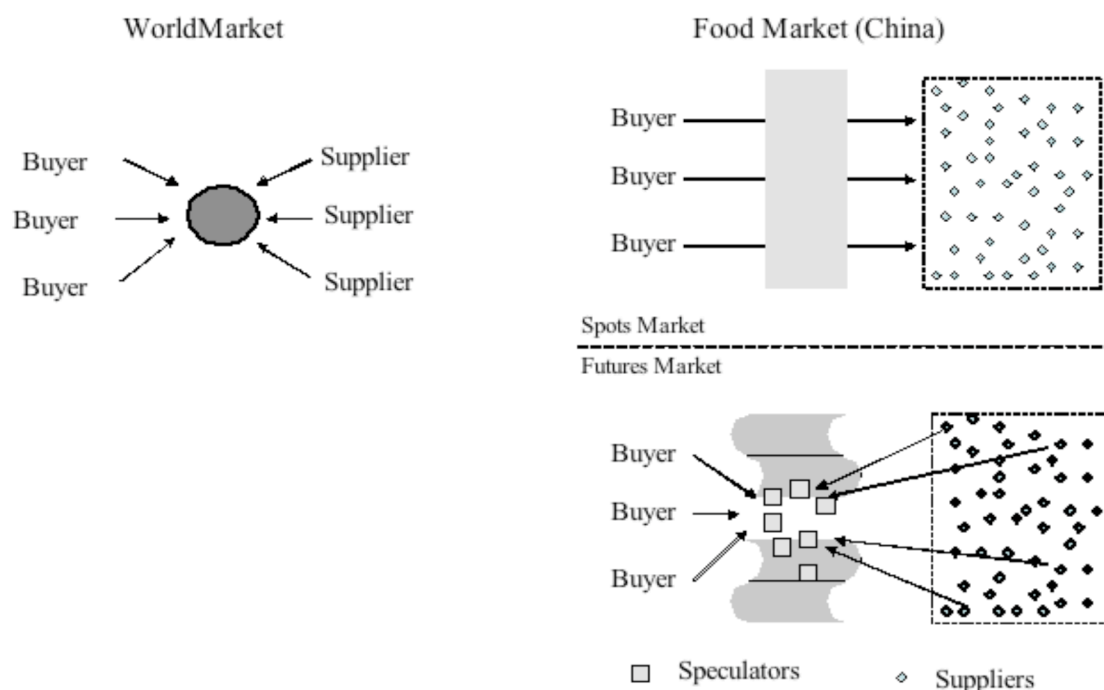 WorldMarket
Buyer
Supplier
Buyer
Supplier
Buyer
Supplier
Food Market (China)
Buyer
Buyer
Buyer
Spots Market
Futures Market
Buyer
Buyer
Buyer
Speculators
Suppliers